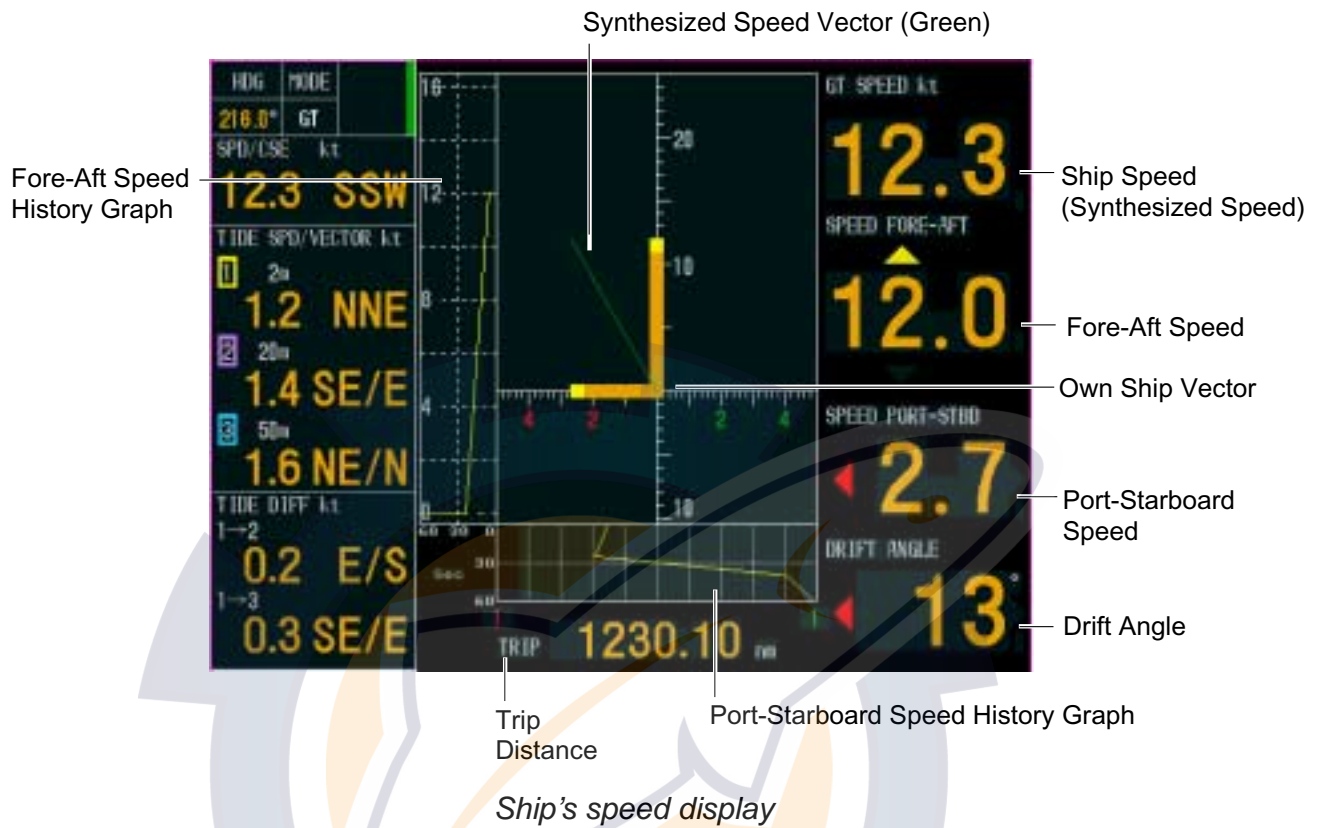 Synthesized Speed Vector (Green)
HDG MODE
216.0° GT
SPD/CSE kt
12.3 SSW
TIDE SPD/VECTOR kt
1 2m
1.2 NNE
2 20m
1.4 SE/E
3 50m
1.6 NE/N
TIDE DIFF kt
1→2
0.2 E/S
1→3
0.3 SE/E
Fore-Aft Speed
History Graph
16
12
8
4
0
60 30 0
Sec 30
60
20
10
4 2 2 4
10
TRIP 1230.10 nm
GT SPEED kt
12.3
SPEED FORE-AFT
12.0
SPEED PORT-STBD
2.7
DRIFT ANGLE
13°
Ship Speed
(Synthesized Speed)
Fore-Aft Speed
Own Ship Vector
Port-Starboard
Speed
Drift Angle
Trip
Distance
Port-Starboard Speed History Graph
Ship's speed display